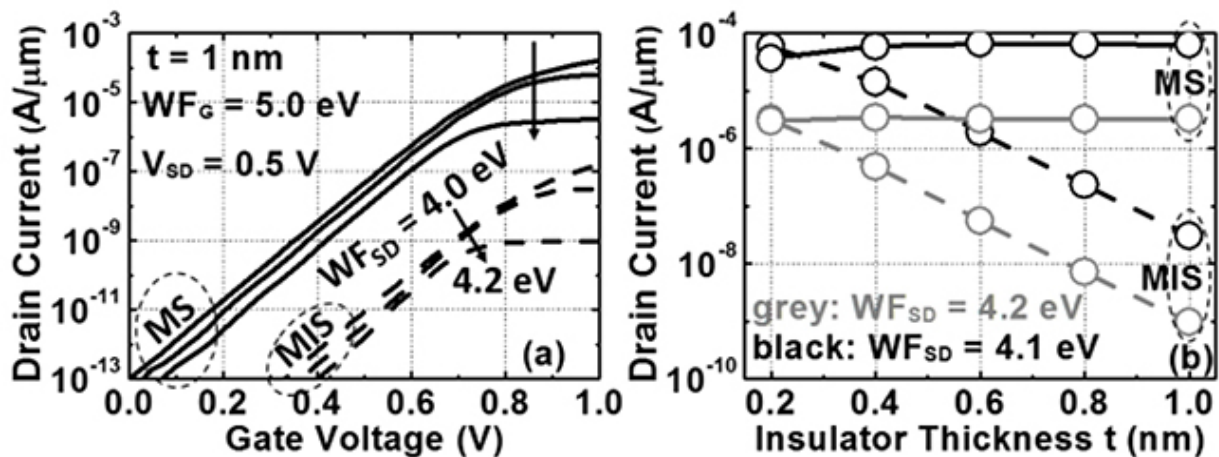 10⁻³
10⁻⁵
10⁻⁷
10⁻⁹
10⁻¹¹
10⁻¹³
Drain Current (A/μm)
t = 1 nm
WF_G = 5.0 eV
V_SD = 0.5 V
WF_SD = 4.0 eV
4.2 eV
MS
MIS
(a)
0.0 0.2 0.4 0.6 0.8 1.0
Gate Voltage (V)
10⁻⁴
10⁻⁶
10⁻⁸
10⁻¹⁰
Drain Current (A/μm)
MS
MIS
grey: WF_SD = 4.2 eV
black: WF_SD = 4.1 eV
(b)
0.2 0.4 0.6 0.8 1.0
Insulator Thickness t (nm)